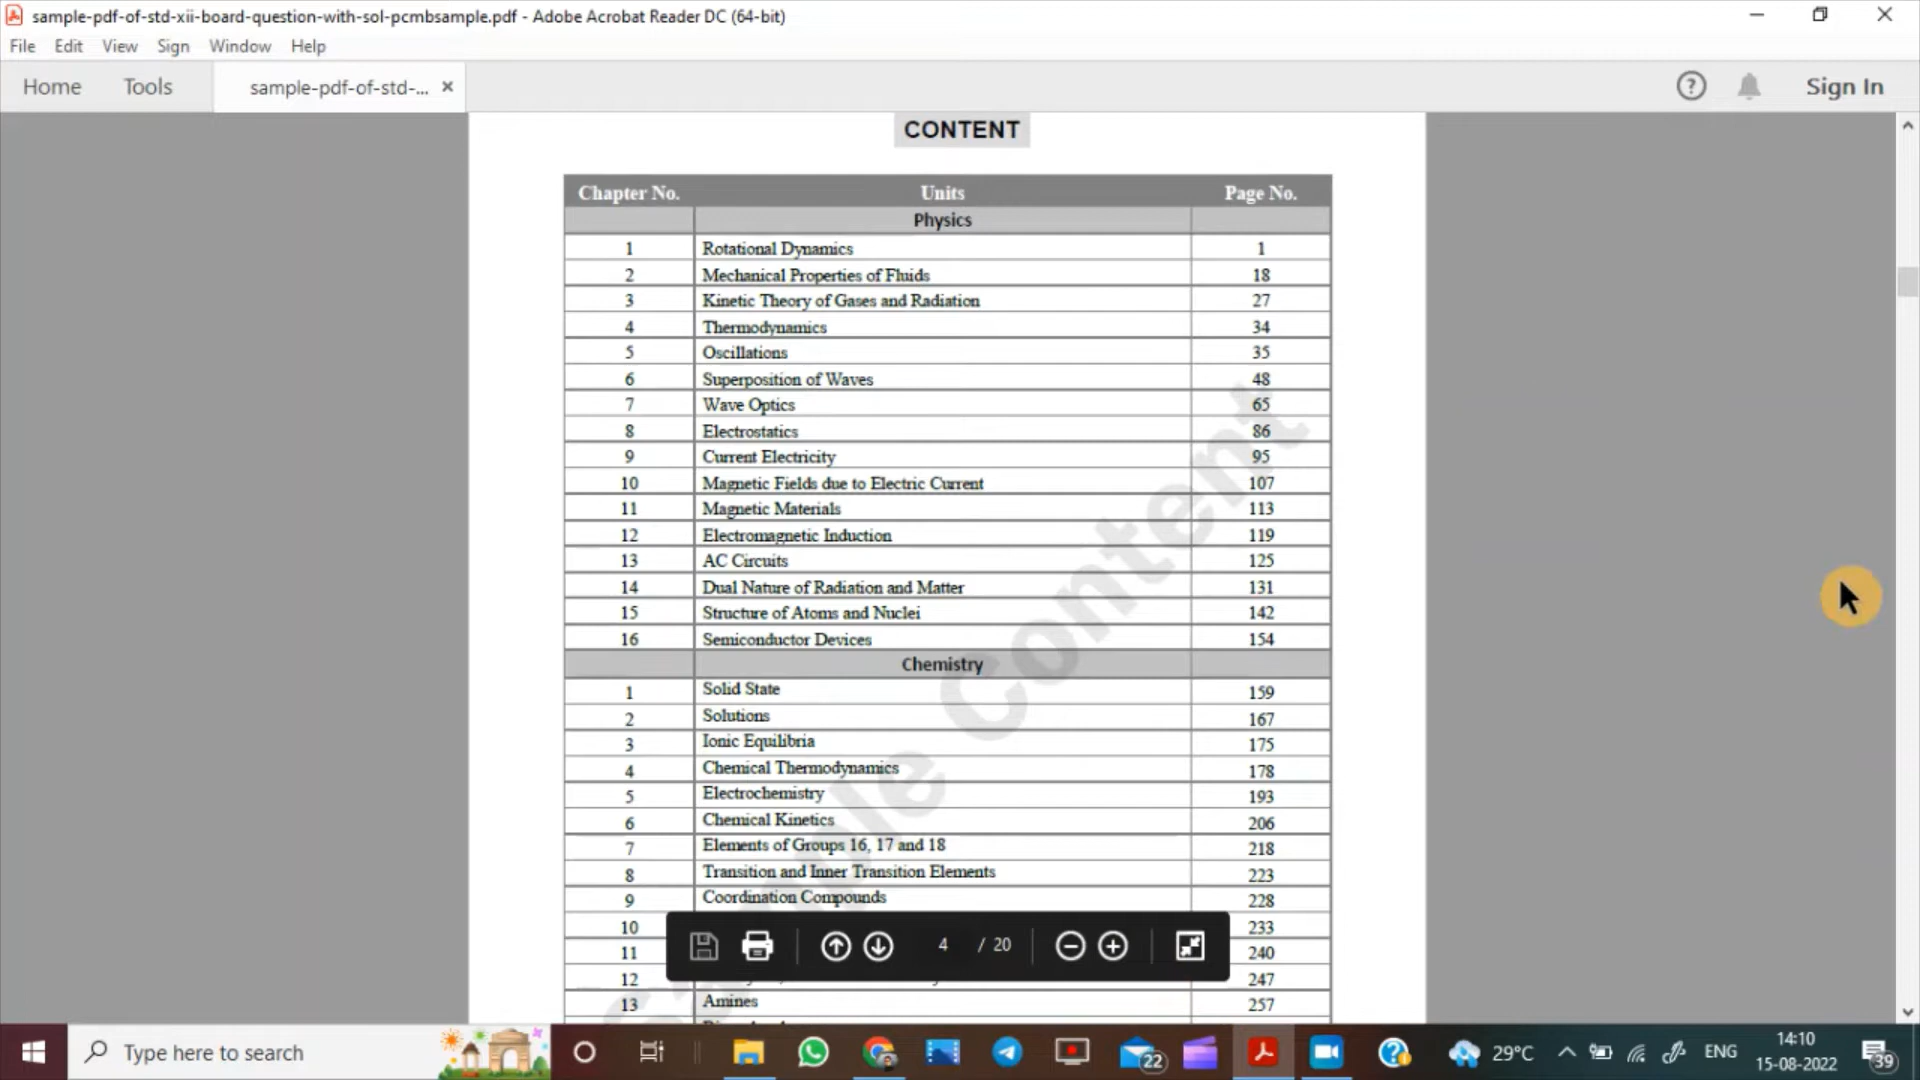 sample-pdf-of-std-xii-board-question-with-sol-pcmbsample.pdf - Adobe Acrobat Reader DC (64-bit)
File Edit View Sign Window Help
Home Tools sample-pdf-of-std-... × ? Sign In
CONTENT
Chapter No. Units Page No.
Physics
1 Rotational Dynamics 1
2 Mechanical Properties of Fluids 18
3 Kinetic Theory of Gases and Radiation 27
4 Thermodynamics 34
5 Oscillations 35
6 Superposition of Waves 48
7 Wave Optics 65
8 Electrostatics 86
9 Current Electricity 95
10 Magnetic Fields due to Electric Current 107
11 Magnetic Materials 113
12 Electromagnetic Induction 119
13 AC Circuits 125
14 Dual Nature of Radiation and Matter 131
15 Structure of Atoms and Nuclei 142
16 Semiconductor Devices 154
Chemistry
1 Solid State 159
2 Solutions 167
3 Ionic Equilibria 175
4 Chemical Thermodynamics 178
5 Electrochemistry 193
6 Chemical Kinetics 206
7 Elements of Groups 16, 17 and 18 218
8 Transition and Inner Transition Elements 223
9 Coordination Compounds 228
10 233
11 240
12 247
13 Amines 257
4 / 20
Sample Content
Type here to search 22 29°C ENG 14:10 15-08-2022 39